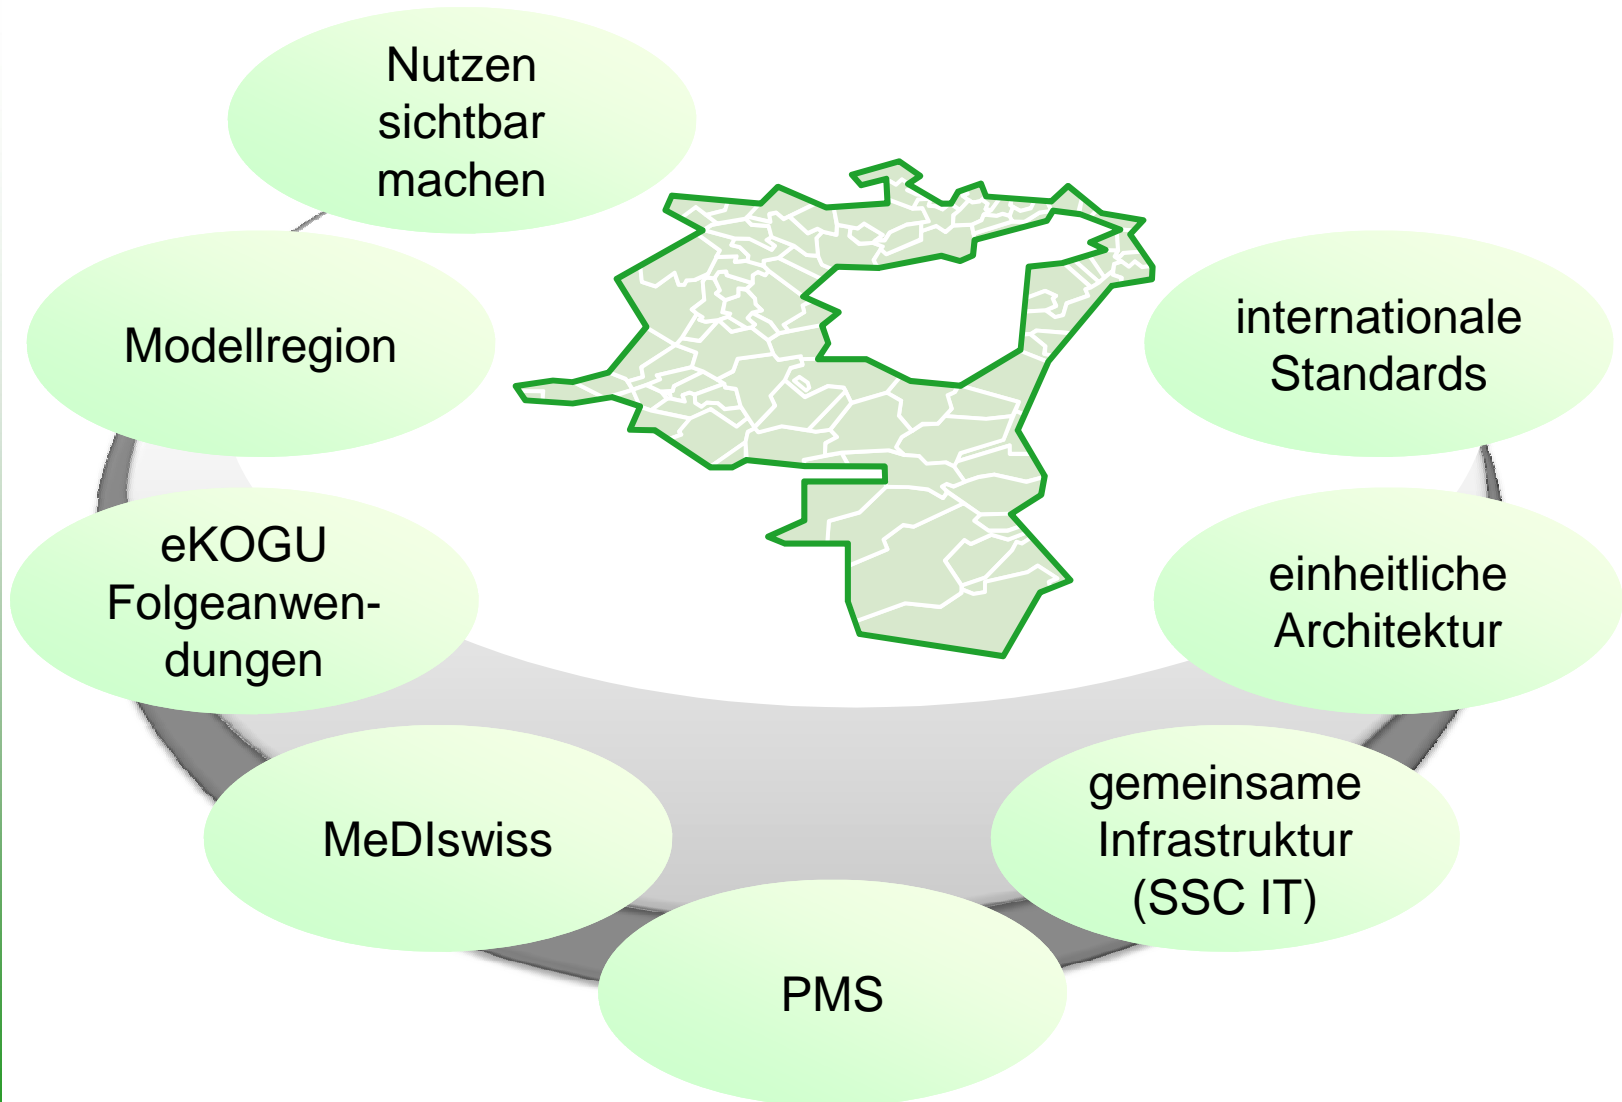 Nutzen
sichtbar
machen
Modellregion
eKOGU
Folgeanwen-
dungen
MeDIswiss
PMS
gemeinsame
Infrastruktur
(SSC IT)
einheitliche
Architektur
internationale
Standards